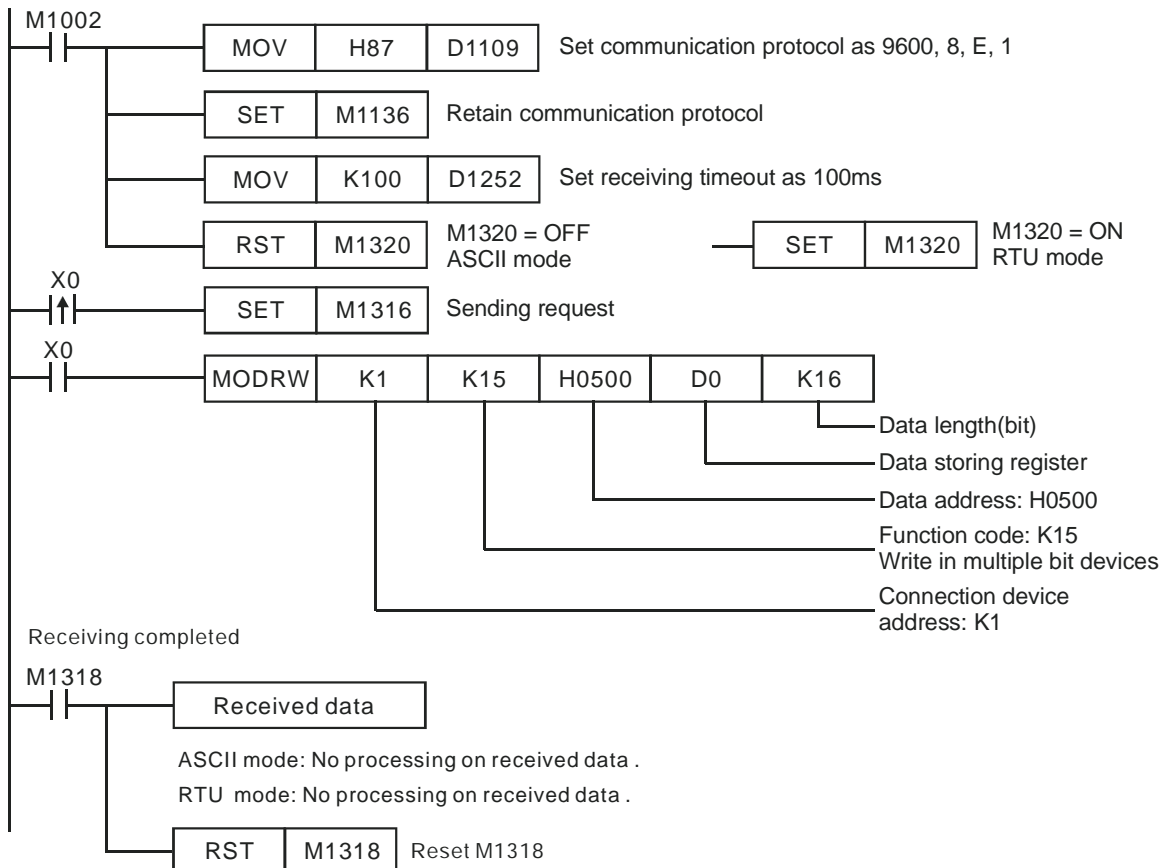 M1002
MOV H87 D1109 Set communication protocol as 9600, 8, E, 1
SET M1136 Retain communication protocol
MOV K100 D1252 Set receiving timeout as 100ms
RST M1320 M1320 = OFF
ASCII mode
SET M1320 M1320 = ON
RTU mode
X0
SET M1316 Sending request
X0
MODRW K1 K15 H0500 D0 K16
Data length(bit)
Data storing register
Data address: H0500
Function code: K15
Write in multiple bit devices
Connection device
address: K1
Receiving completed
M1318
Received data
ASCII mode: No processing on received data .
RTU mode: No processing on received data .
RST M1318 Reset M1318